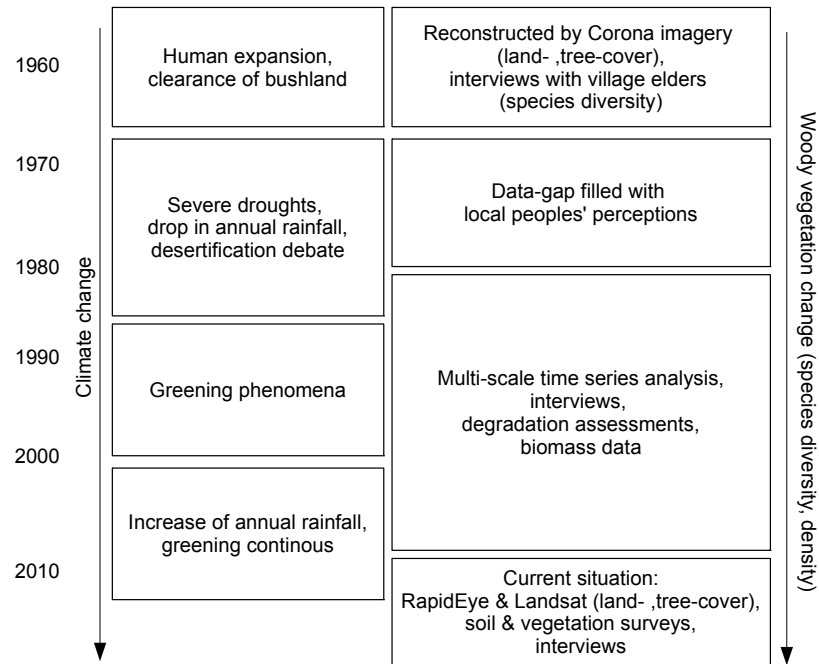 1960
1970
1980
1990
2000
2010
Climate change
Human expansion,
clearance of bushland
Severe droughts,
drop in annual rainfall,
desertification debate
Greening phenomena
Increase of annual rainfall,
greening continous
Reconstructed by Corona imagery
(land- ,tree-cover),
interviews with village elders
(species diversity)
Data-gap filled with
local peoples' perceptions
Multi-scale time series analysis,
interviews,
degradation assessments,
biomass data
Current situation:
RapidEye & Landsat (land- ,tree-cover),
soil & vegetation surveys,
interviews
Woody vegetation change (species diversity, density)